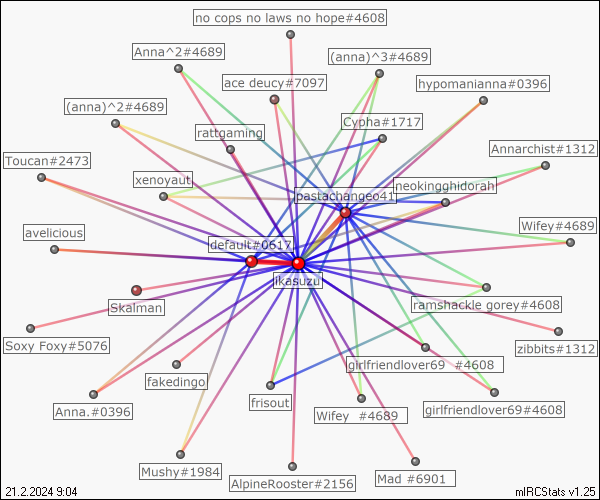 no cops no laws no hope#4608
Anna^2#4689
(anna)^3#4689
ace deucy#7097
hypomanianna#0396
(anna)^2#4689
Cypha#1717
rattgaming
Annarchist#1312
Toucan#2473
xenoyaut
neokingghidorah
pastachangeo41
Wifey#4689
avelicious
default#0617
ikasuzu
Skalman
ramshackle gorey#4608
Soxy Foxy#5076
zibbits#1312
girlfriendlover69 #4608
fakedingo
Anna.#0396
frisout
Wifey #4689
girlfriendlover69#4608
Mushy#1984
AlpineRooster#2156
Mad #6901
21.2.2024 9:04
mIRCStats v1.25